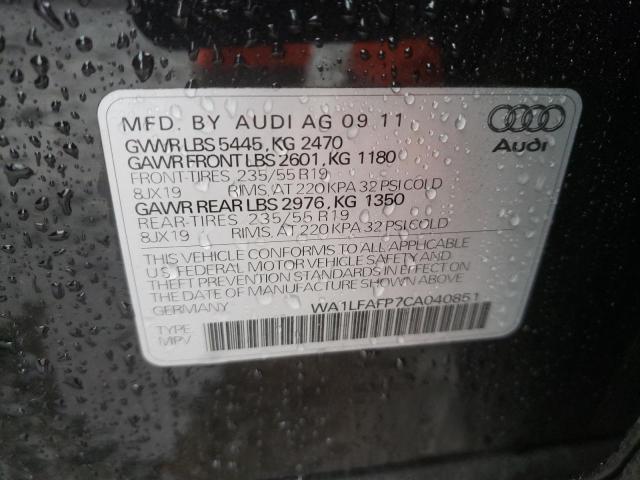 MFD. BY AUDI AG 09 11
GVWR LBS 5445, KG 2470
GAWR FRONT LBS 2601, KG 1180
FRONT-TIRES 235/55 R19
8JX19 RIMS, AT 220 KPA 32 PSI COLD
GAWR REAR LBS 2976, KG 1350
REAR-TIRES 235/55 R19
8JX19 RIMS, AT 220 KPA 32 PSI COLD
THIS VEHICLE CONFORMS TO ALL APPLICABLE
U.S. FEDERAL MOTOR VEHICLE SAFETY AND
THEFT PREVENTION STANDARDS IN EFFECT ON
THE DATE OF MANUFACTURE SHOWN ABOVE
GERMANY WA1LFAFP7CA040851
TYPE
MPV
Audi